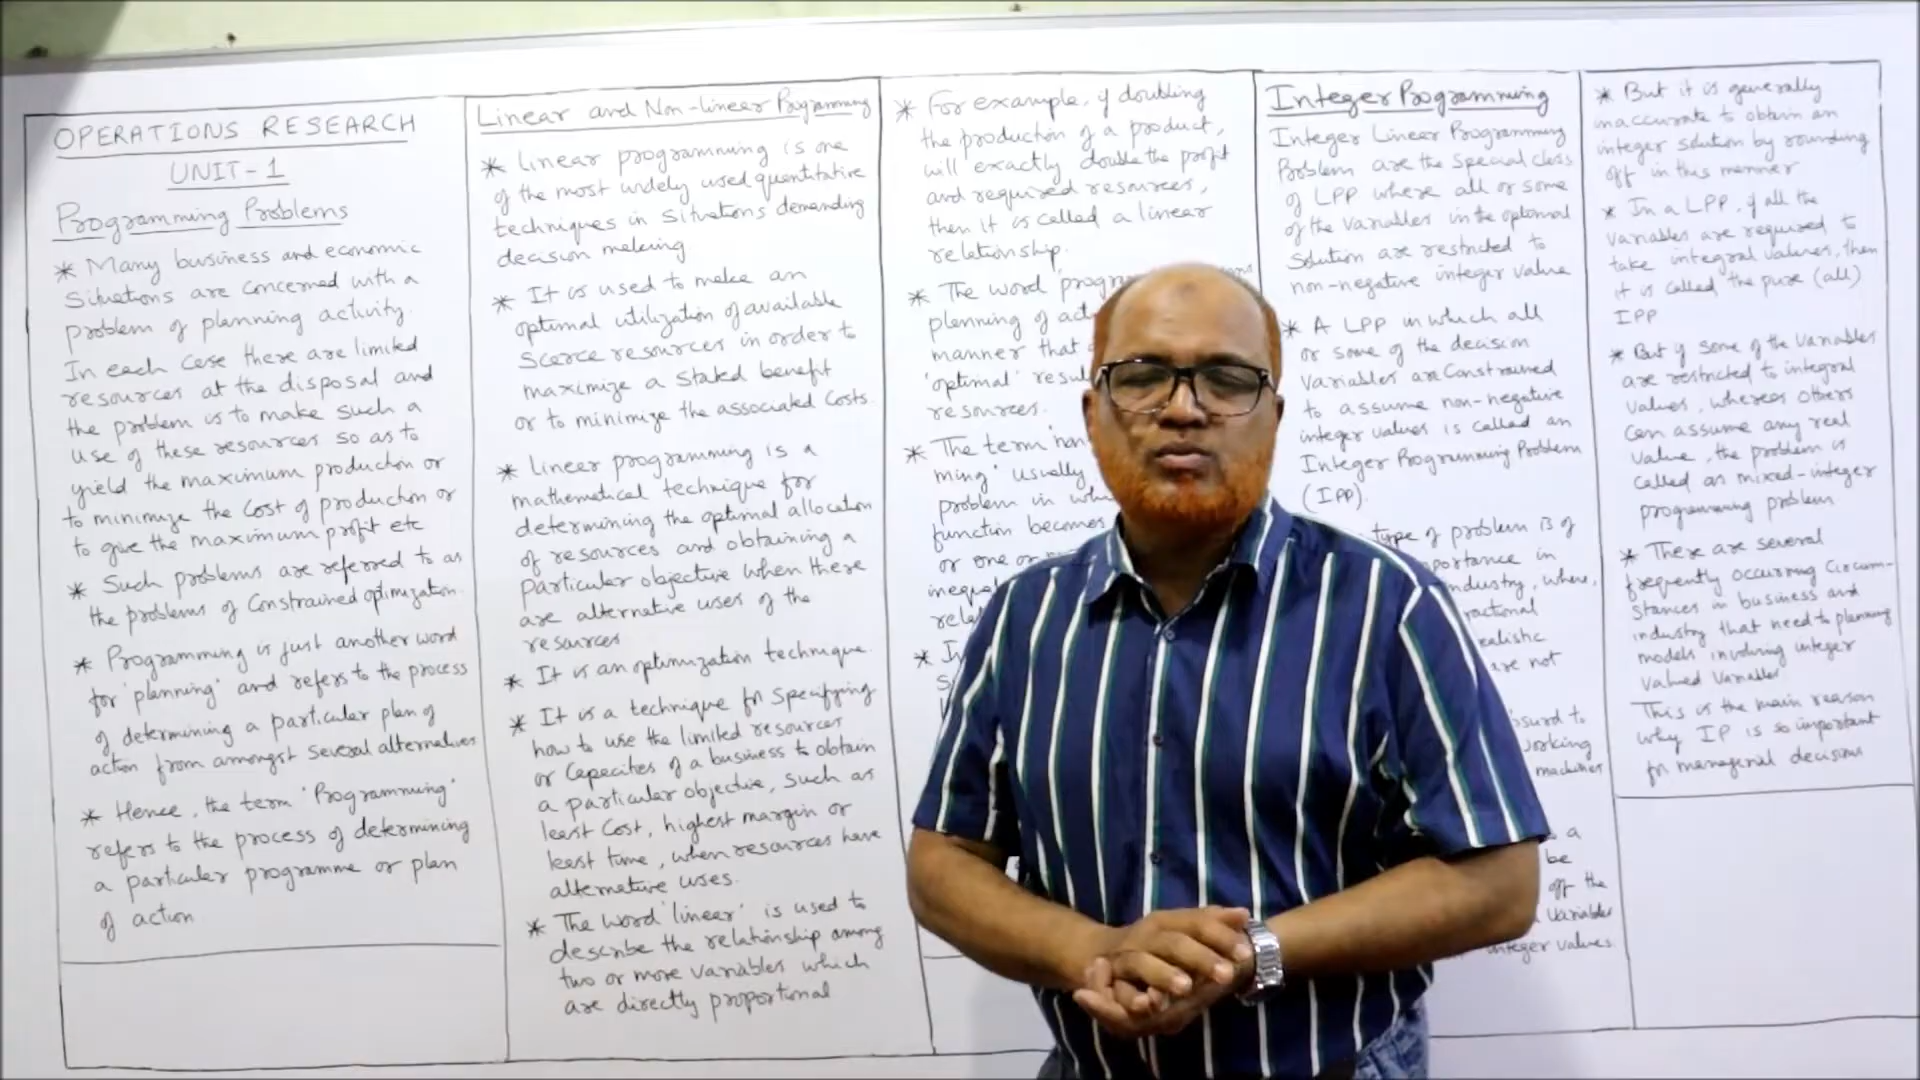 OPERATIONS RESEARCH
UNIT-1
Programming Problems
* Many business and economic
Situations are concerned with a
problem of planning activity.
In each case there are limited
resources at the disposal and
the problem is to make such a
use of these resources so as to
yield the maximum production or
to minimize the cost of production or
to give the maximum profit etc
* Such problems are referred to as
the problems of Constrained optimization.
* Programming is just another word
for 'planning' and refers to the process
of determining a particular plan of
action from amongst several alternatives
* Hence, the term 'Programming'
refers to the process of determining
a particular programme or plan
of action
Linear and Non-linear Programming
* Linear programming is one
of the most widely used quantitative
techniques in situations demanding
decision making
* It is used to make an
optimal utilization of available
Scarce resources in order to
maximize a stated benefit
or to minimize the associated costs.
* Linear programming is a
mathematical technique for
determining the optimal allocation
of resources and obtaining a
particular objective when there
are alternative uses of the
resources
* It is an optimization technique.
* It is a technique for specifying
how to use the limited resources
or Capacites of a business to obtain
a particular objective, such as
least cost, highest margin or
least time, when resources have
alternative uses.
* The word 'linear' is used to
describe the relationship among
two or more variables which
are directly proportional
* For example, if doubling
the production of a product,
will exactly double the profit
and required resources,
then it is called a linear
relationship.
* The word
planning of
manner that
'optimal'
resources.
* The term
ming' usually
problem in
function becomes
or one or
Integer Programming
Integer Linear Programming
Problem are the special class
of LPP where all or some
of the variables in the optimal
Solution are restricted to
non-negative integer value
* A LPP in which all
or some of the decision
variables are constrained
to assume non-negative
integer values is called an
Integer Programming Problem
(IPP).
type of problem is of
in
industry, where,
are not
to
machines
a
be
off the
variables
integer values.
* But it is generally
inaccurate to obtain an
integer solution by rounding
off in this manner
* In a LPP, if all the
variables are required to
take integral values, then
it is called the pure (all)
IPP
* But if some of the variables
are restricted to integral
values, whereas others
can assume any real
value, the problem is
called as mixed-integer
programming problem
* There are several
frequently occurring circum-
stances in business and
industry that need to planning
models involving integer
valued variables
This is the main reason
why IP is so important
for managerial decisions